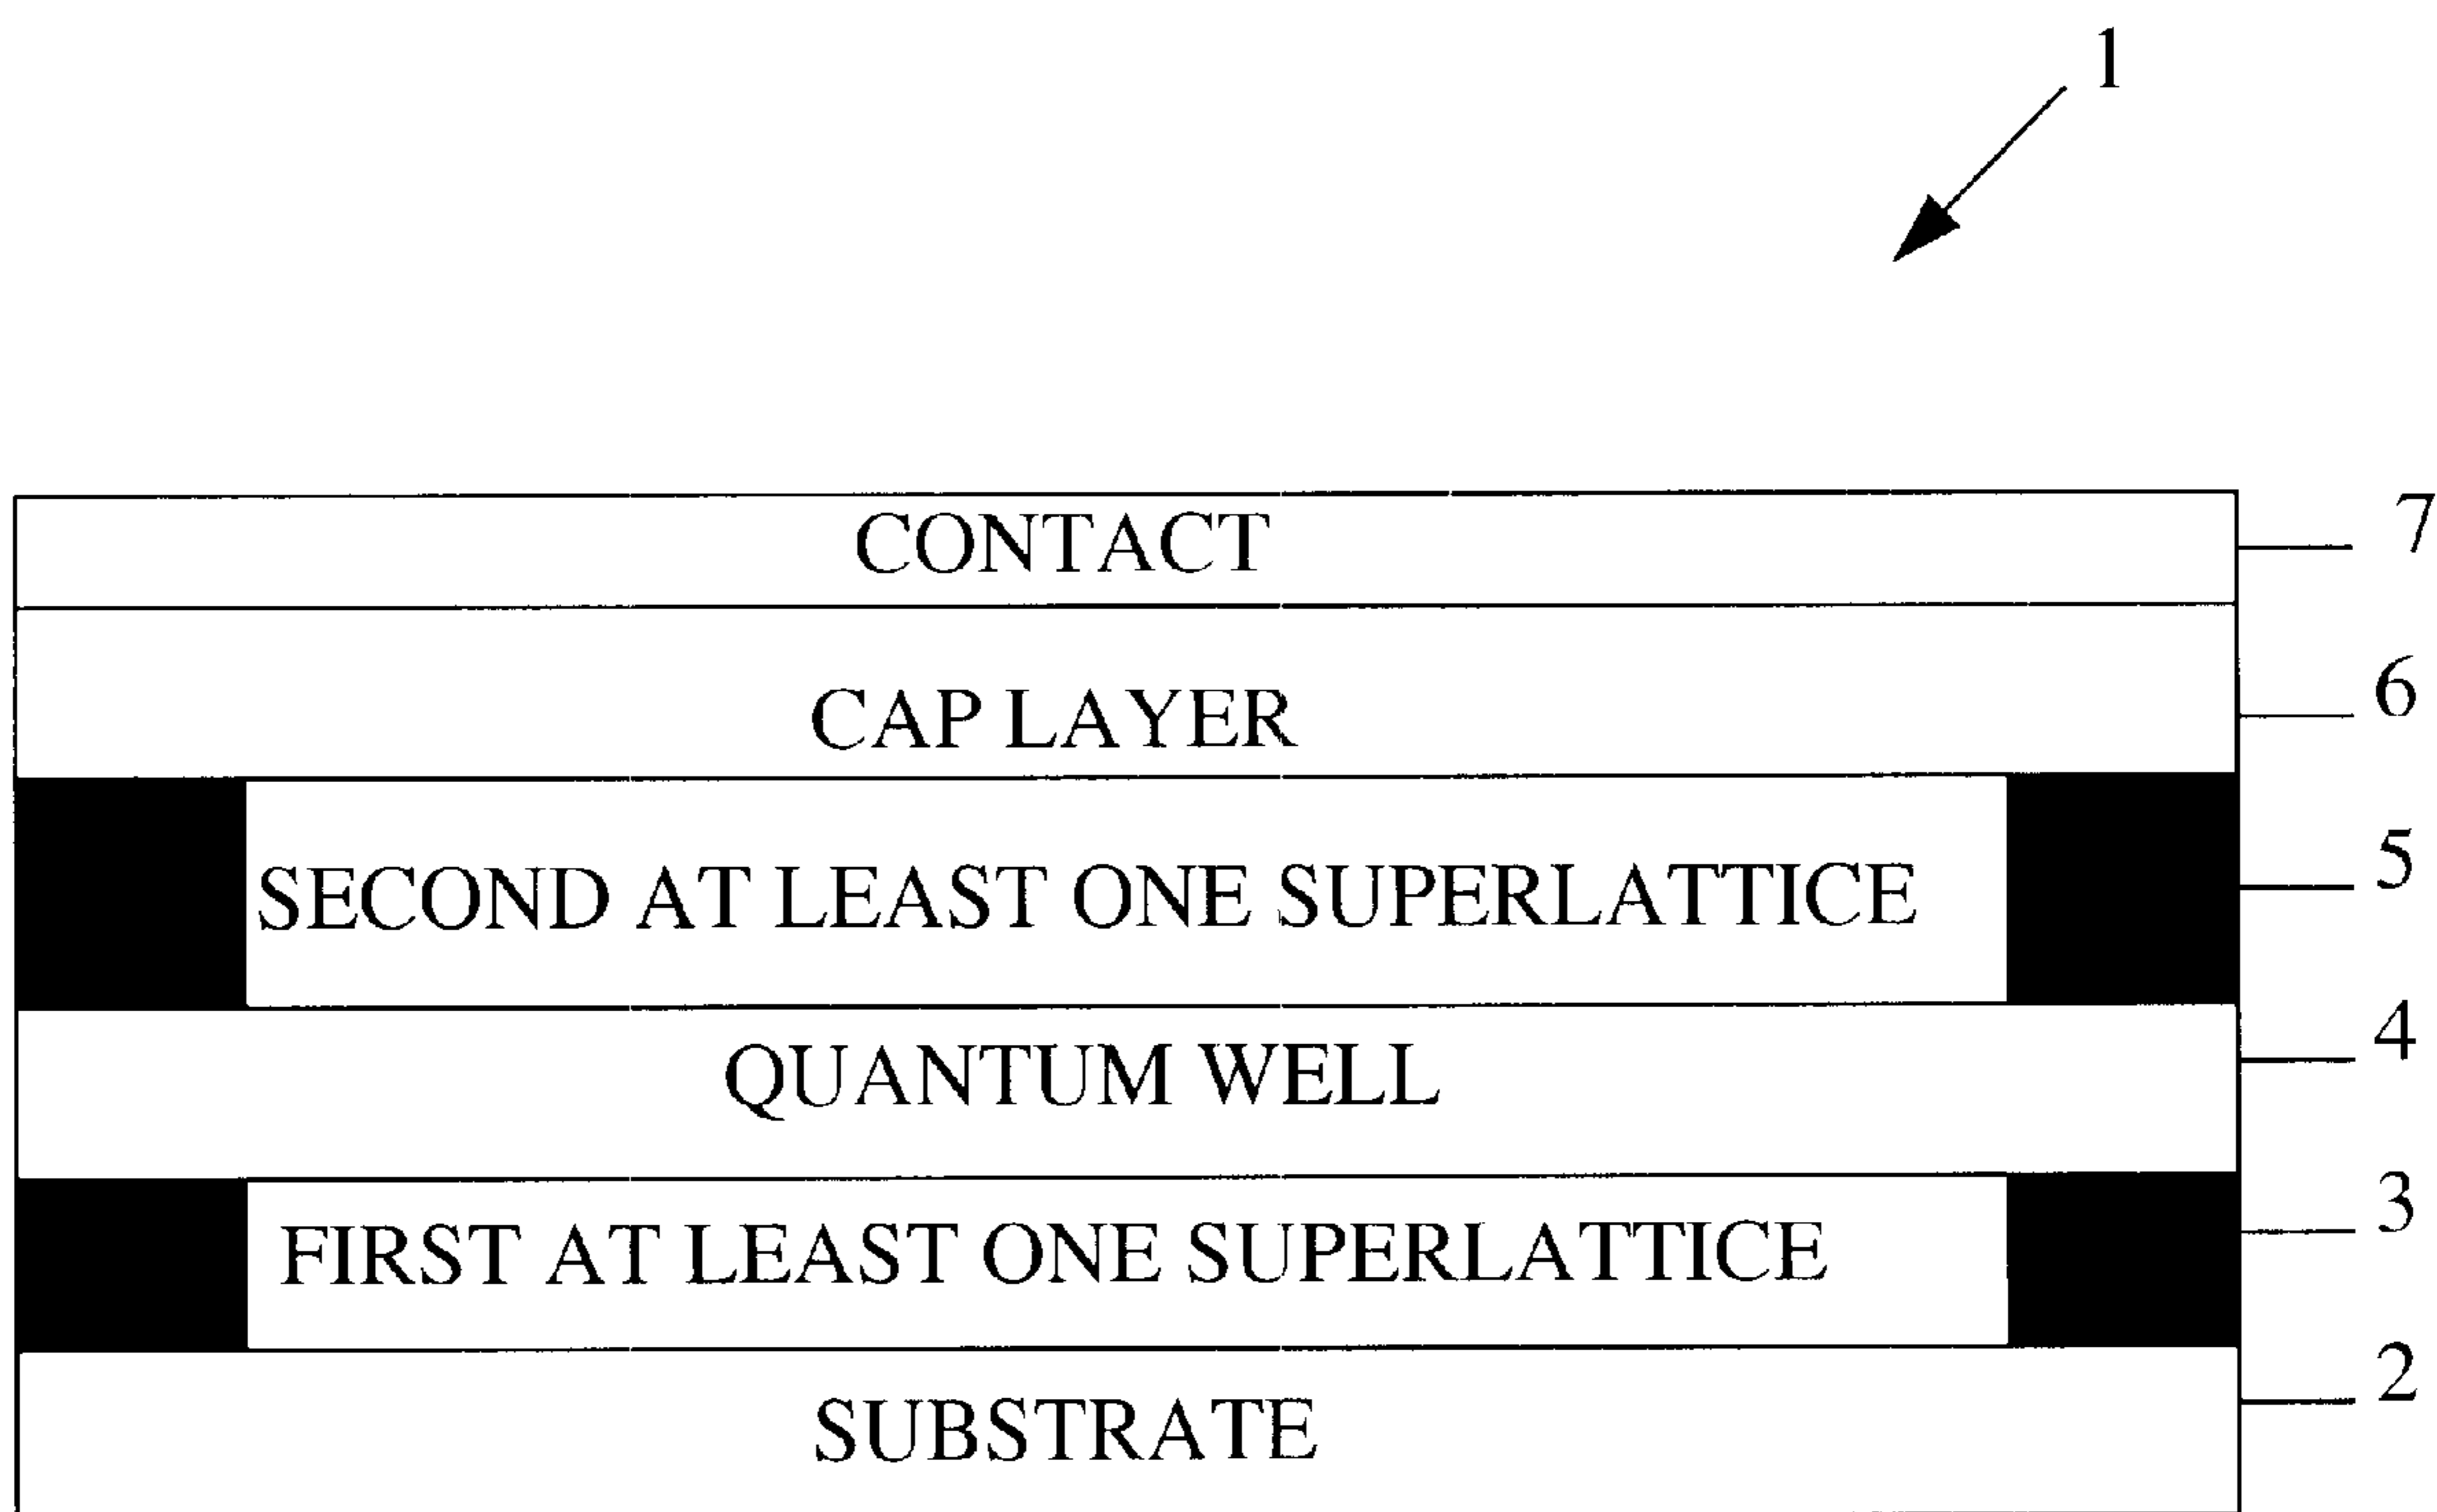 1
CONTACT 7
CAP LAYER 6
SECOND AT LEAST ONE SUPERLATTICE 5
QUANTUM WELL 4
FIRST AT LEAST ONE SUPERLATTICE 3
SUBSTRATE 2